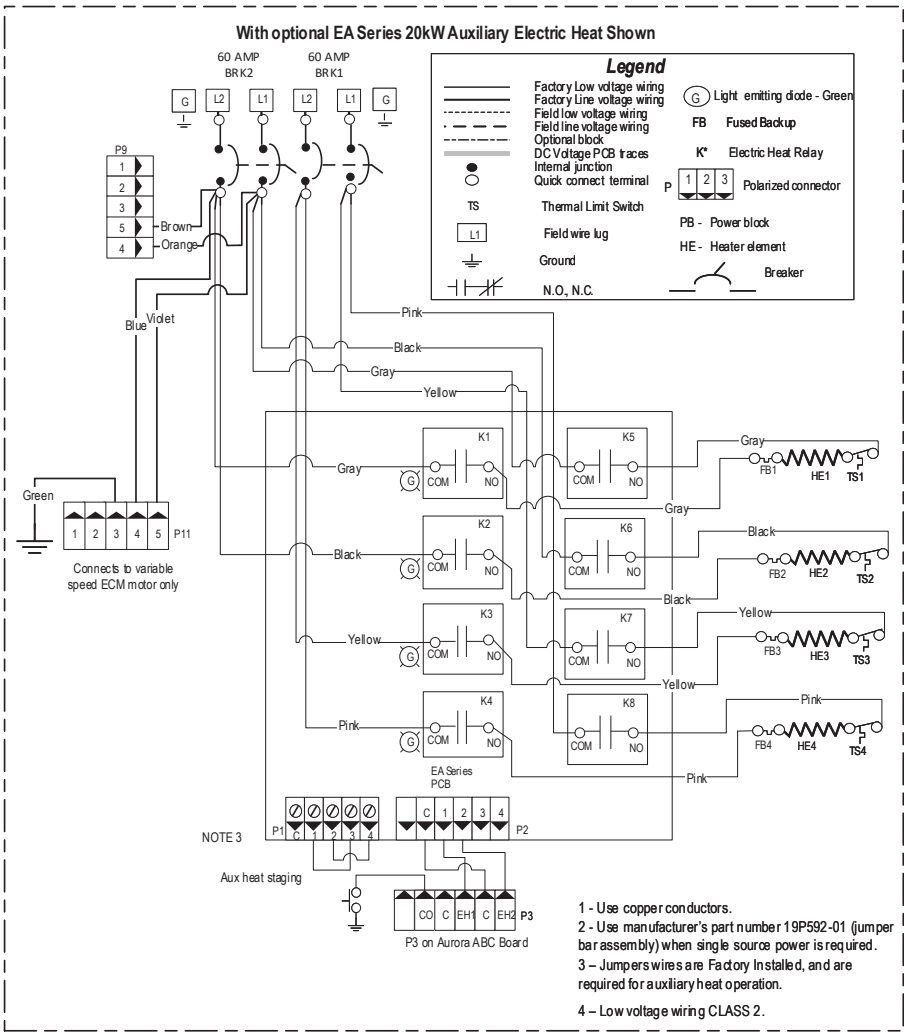 With optional EA Series 20kW Auxiliary Electric Heat Shown
60 AMP
BRK2
60 AMP
BRK1
G
L2
L1
L2
L1
G
Legend
Factory Low voltage wiring
Factory Line voltage wiring
Field low voltage wiring
Field line voltage wiring
Optional block
DC Voltage PCB traces
Internal junction
Quick connect terminal
TS
Thermal Limit Switch
L1
Field wire lug
Ground
N.O., N.C.
G
Light emitting diode - Green
FB
Fused Backup
K*
Electric Heat Relay
P
1
2
3
Polarized connector
PB - Power block
HE - Heater element
Breaker
P9
1
2
3
5
4
Brown
Orange
Blue
Violet
Pink
Black
Gray
Yellow
K1
K5
Gray
Gray
G
COM
NO
COM
NO
FB1
HE1
TS1
Gray
Green
1
2
3
4
5
P11
Connects to variable
speed ECM motor only
K2
K6
Black
Black
G
COM
NO
COM
NO
FB2
HE2
TS2
Black
K3
K7
Yellow
Yellow
G
COM
NO
COM
NO
FB3
HE3
TS3
Yellow
K4
K8
Pink
Pink
G
COM
NO
COM
NO
FB4
HE4
TS4
Pink
EA Series
PCB
NOTE 3
P1
C
1
2
3
4
C
1
2
3
4
P2
Aux heat staging
CO
C
EH1
C
EH2
P3
P3 on Aurora ABC Board
1 - Use copper conductors.
2 - Use manufacturer's part number 19P592-01 (jumper
bar assembly) when single source power is required.
3 – Jumpers wires are Factory Installed, and are
required for auxiliary heat operation.
4 – Low voltage wiring CLASS 2.